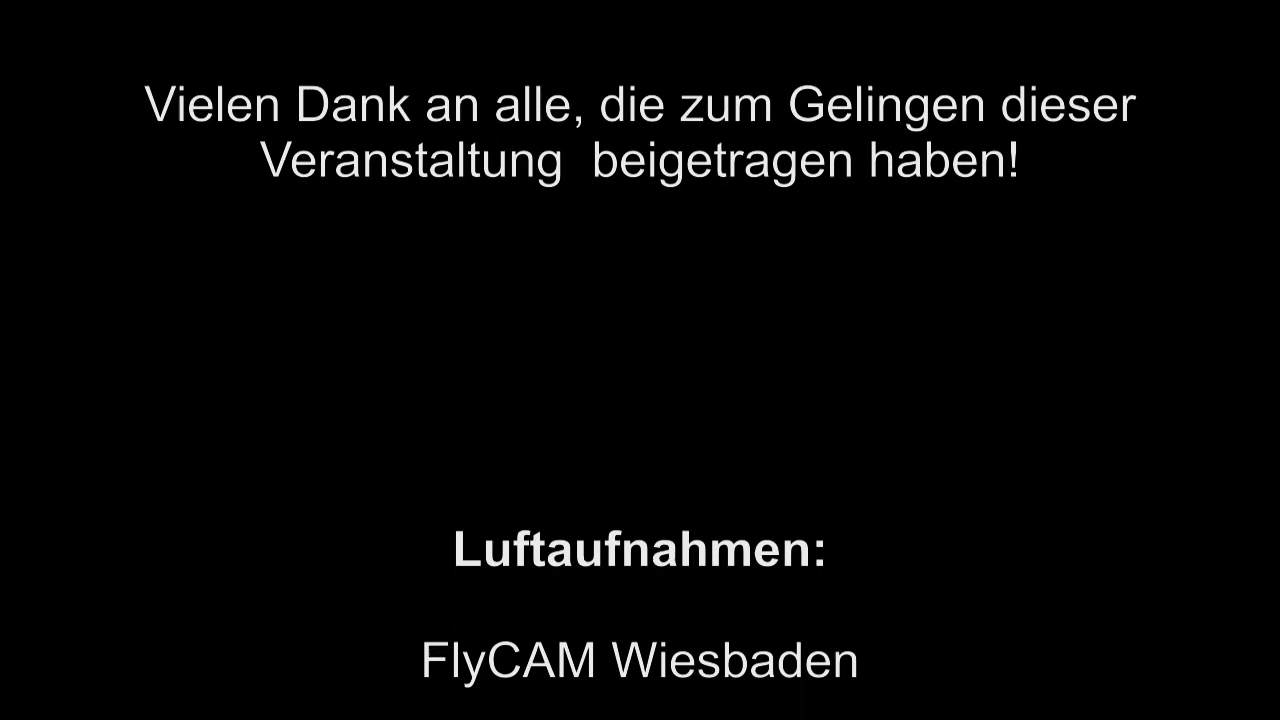 Vielen Dank an alle, die zum Gelingen dieser
Veranstaltung  beigetragen haben!
Luftaufnahmen:
FlyCAM Wiesbaden